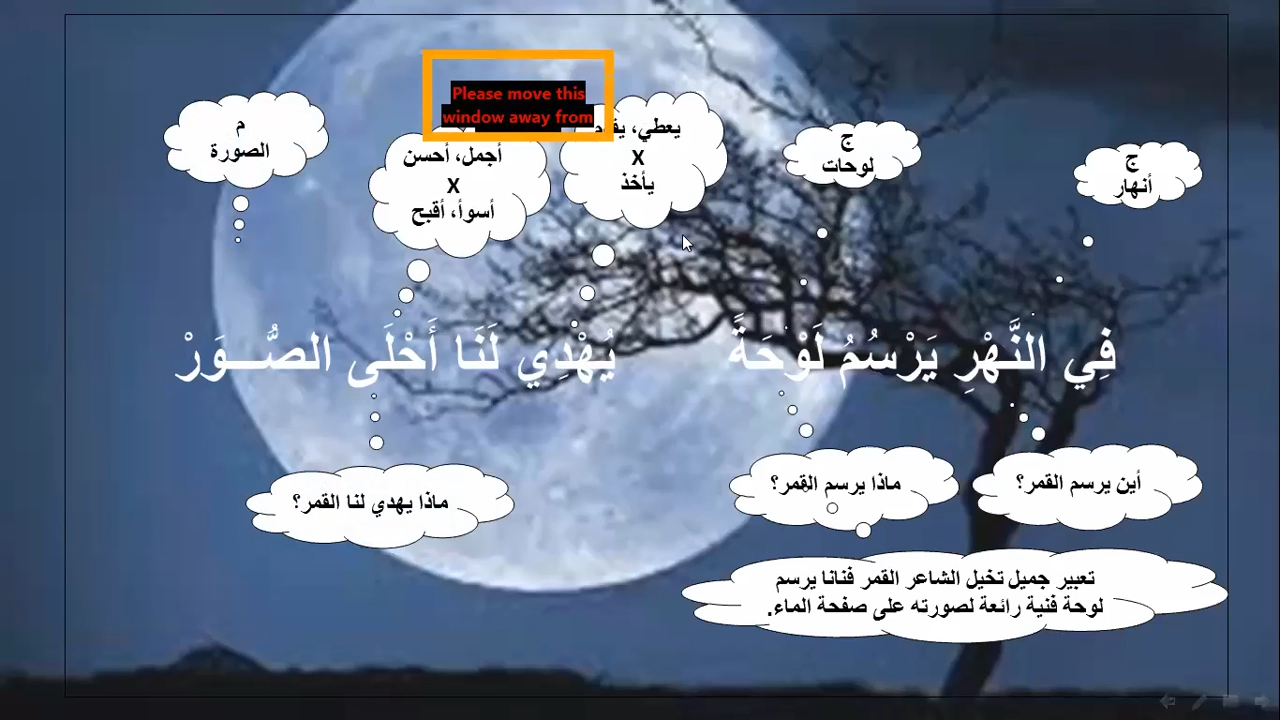 Please move this
window away from
م
الصورة
أجمل، أحسن
X
أسوأ، أقبح
يعطي،
X
يأخذ
ج
لوحات
ج
أنهار
فِي النَّهْرِ يَرْسُمُ لَوْحَةً يُهْدِي لَنَا أَحْلَى الصُّـوَرْ
أين يرسم القمر؟
ماذا يرسم القمر؟
ماذا يهدي لنا القمر؟
تعبير جميل تخيل الشاعر القمر فنانا يرسم
لوحة فنية رائعة لصورته على صفحة الماء.